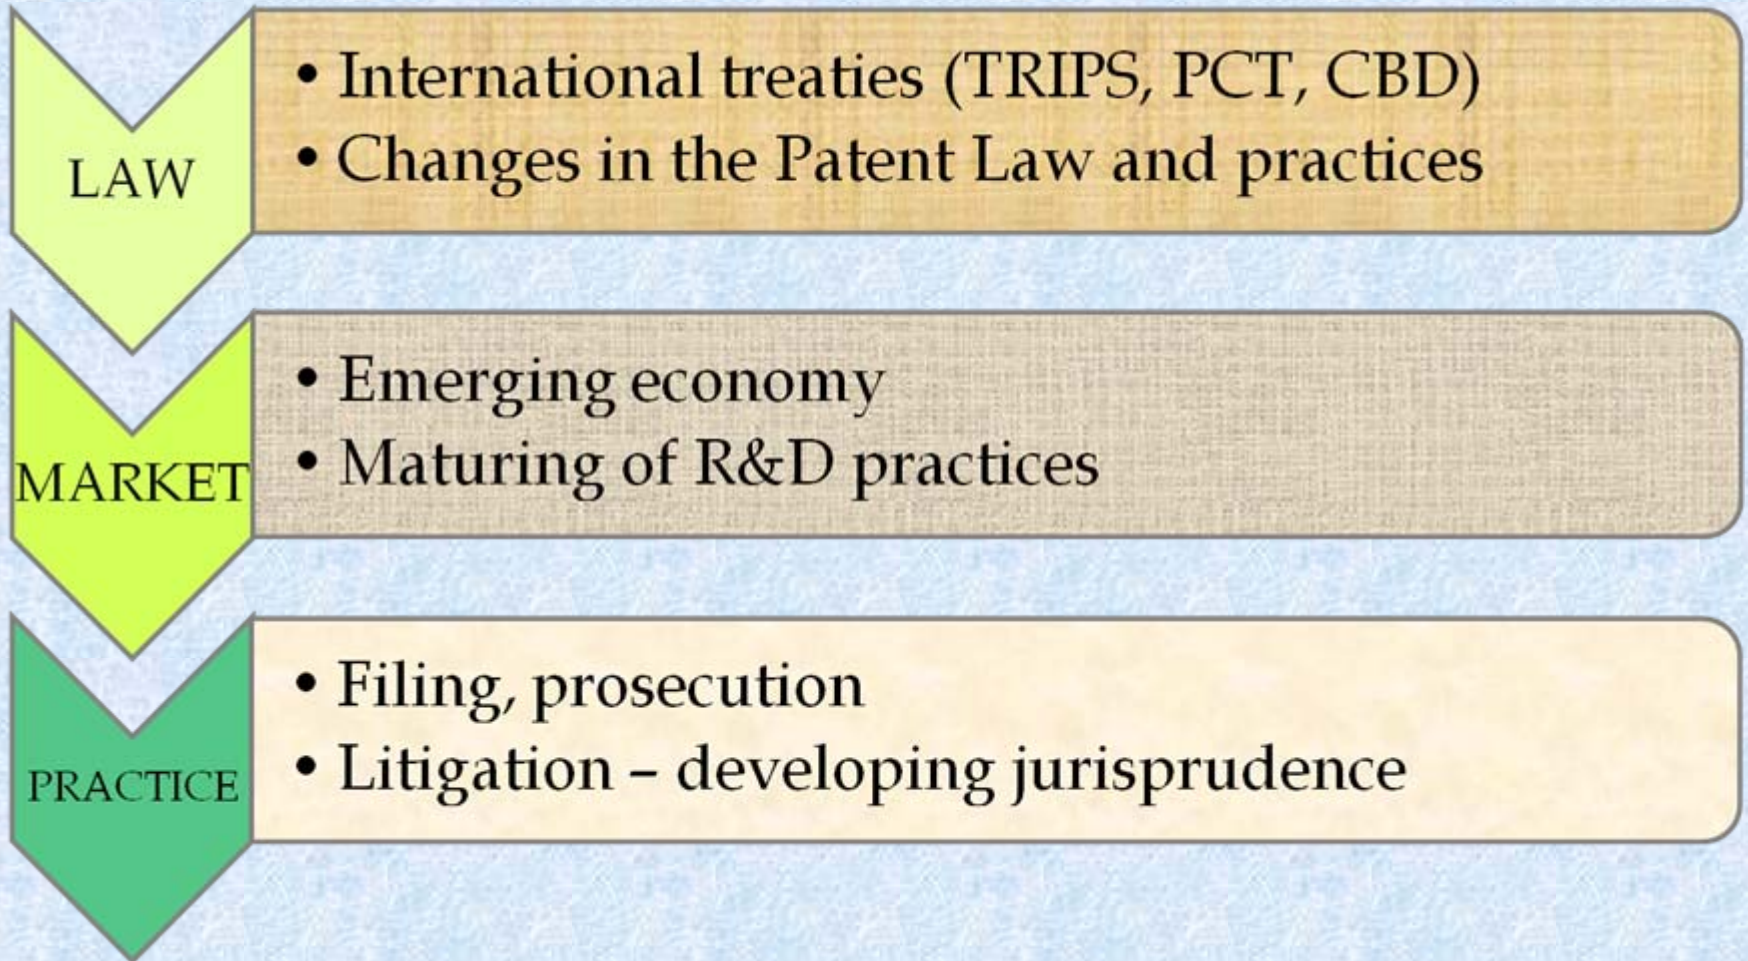 LAW
• International treaties (TRIPS, PCT, CBD)
• Changes in the Patent Law and practices
MARKET
• Emerging economy
• Maturing of R&D practices
PRACTICE
• Filing, prosecution
• Litigation – developing jurisprudence